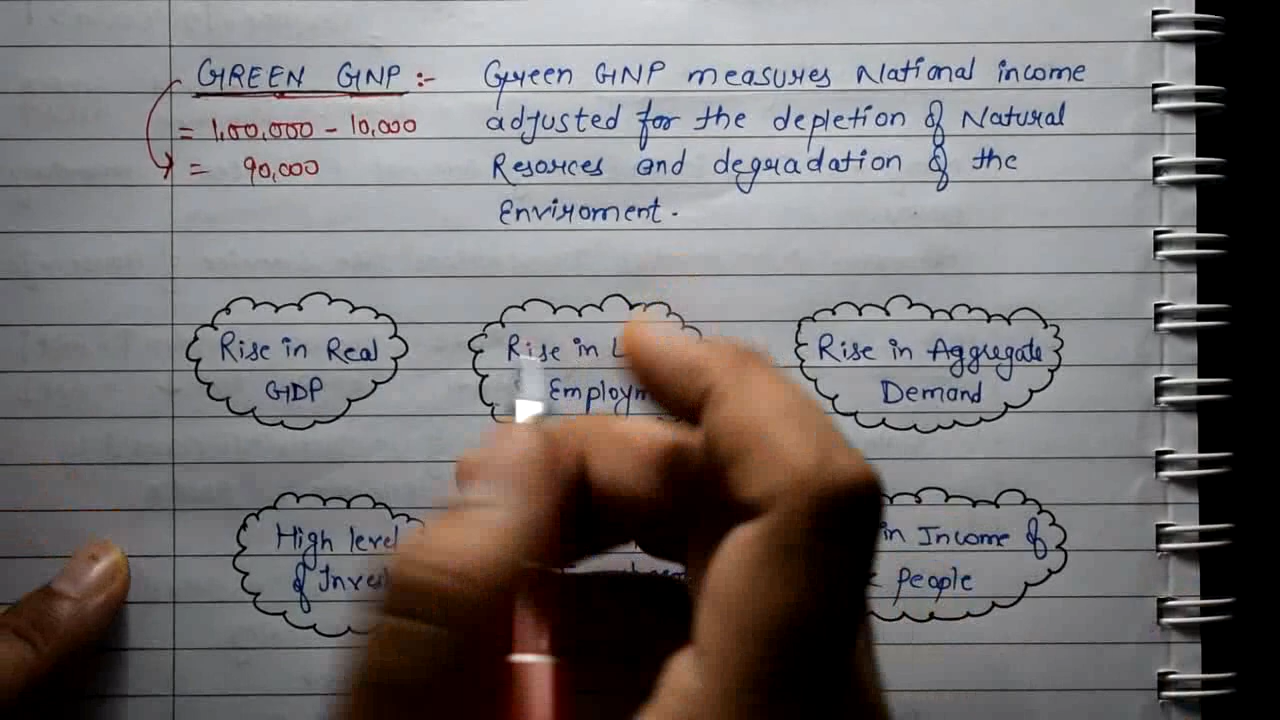 GREEN GNP :- Green GNP measures National income
= 1,00,000 - 10,000 adjusted for the depletion of Natural
= 90,000 Resorces and degradation of the
Enviroment.
Rise in Real
GDP
Rise in
Rise in Aggregate
Demand
High level
of
in Income of
People